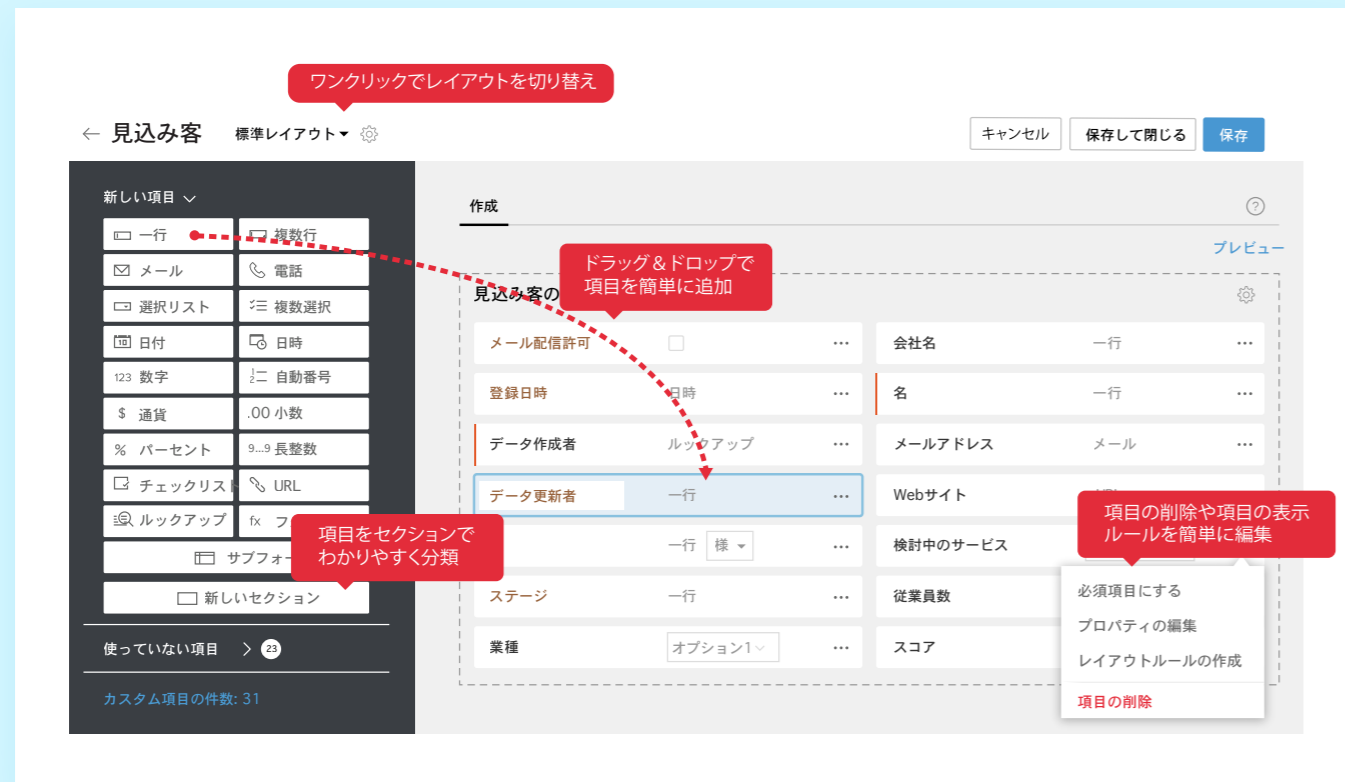 ワンクリックでレイアウトを切り替え
← 見込み客 標準レイアウト
キャンセル
保存して閉じる
保存
新しい項目
一行
複数行
メール
電話
選択リスト
複数選択
日付
日時
123 数字
自動番号
$ 通貨
.00 小数
% パーセント
9...9 長整数
チェックリスト
URL
ルックアップ
fx フ
サブフォー
新しいセクション
項目をセクションで
わかりやすく分類
使っていない項目 23
カスタム項目の件数: 31
作成
?
プレビュー
ドラッグ&ドロップで
項目を簡単に追加
見込み客の
メール配信許可 ...
会社名 一行 ...
登録日時 日時 ...
名 一行 ...
データ作成者 ルックアップ ...
メールアドレス メール ...
データ更新者 一行 ...
Webサイト
一行 様 ...
検討中のサービス
ステージ 一行 ...
従業員数
業種 オプション1 ...
スコア
項目の削除や項目の表示
ルールを簡単に編集
必須項目にする
プロパティの編集
レイアウトルールの作成
項目の削除